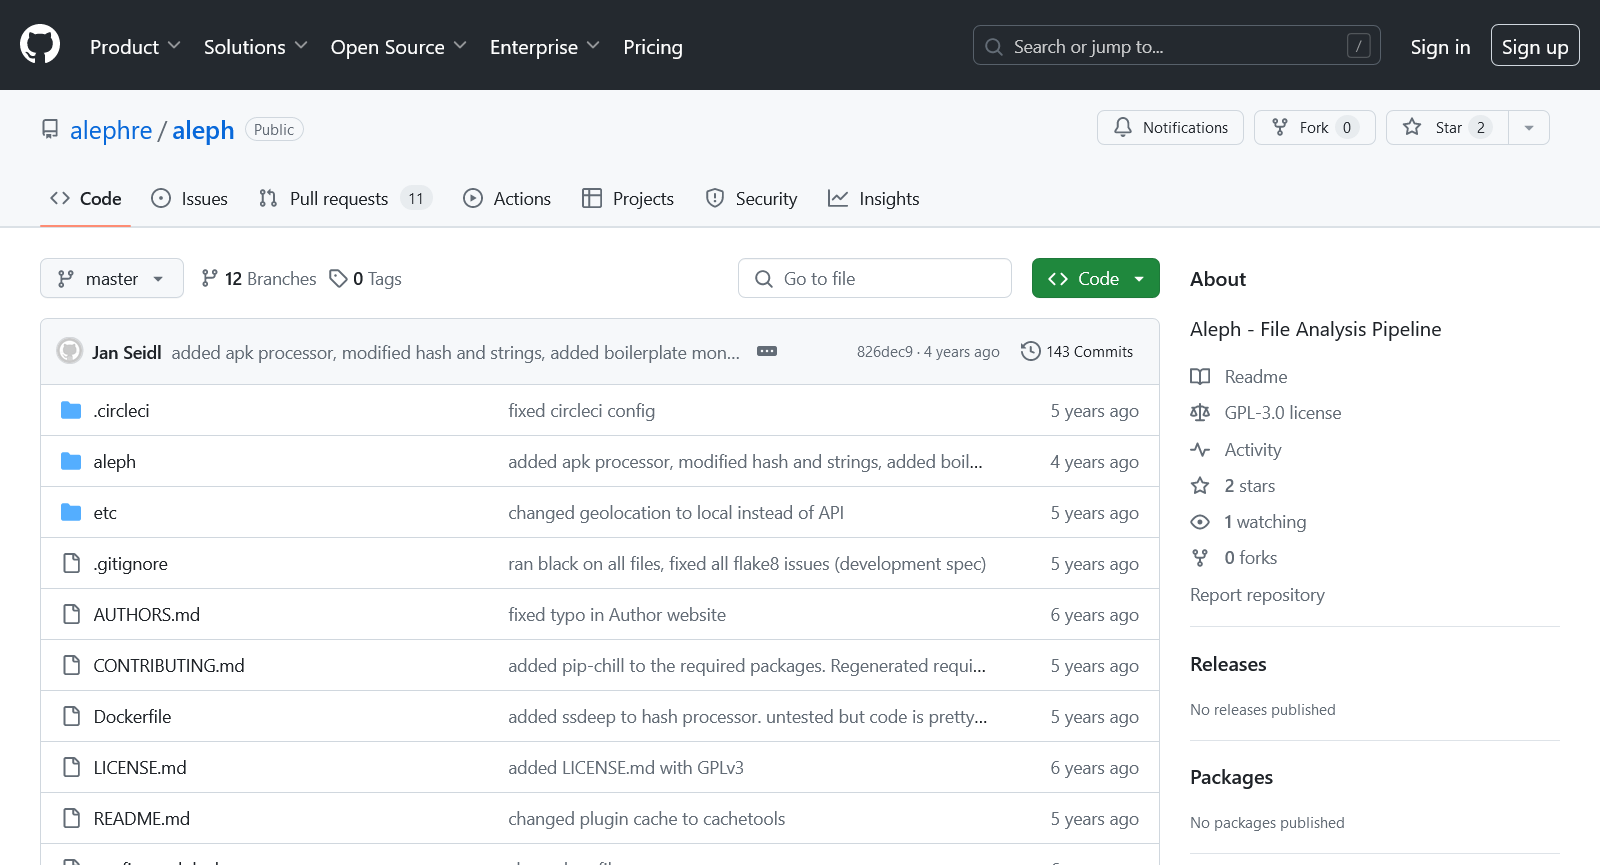 Product Solutions Open Source Enterprise Pricing Search or jump to... / Sign in Sign up
alephre / aleph Public Notifications Fork 0 Star 2
Code Issues Pull requests 11 Actions Projects Security Insights
master 12 Branches 0 Tags Go to file Code
Jan Seidl added apk processor, modified hash and strings, added boilerplate mon... 826dec9 · 4 years ago 143 Commits
.circleci fixed circleci config 5 years ago
aleph added apk processor, modified hash and strings, added boil... 4 years ago
etc changed geolocation to local instead of API 5 years ago
.gitignore ran black on all files, fixed all flake8 issues (development spec) 5 years ago
AUTHORS.md fixed typo in Author website 6 years ago
CONTRIBUTING.md added pip-chill to the required packages. Regenerated requi... 5 years ago
Dockerfile added ssdeep to hash processor. untested but code is pretty... 5 years ago
LICENSE.md added LICENSE.md with GPLv3 6 years ago
README.md changed plugin cache to cachetools 5 years ago
About
Aleph - File Analysis Pipeline
Readme
GPL-3.0 license
Activity
2 stars
1 watching
0 forks
Report repository
Releases
No releases published
Packages
No packages published